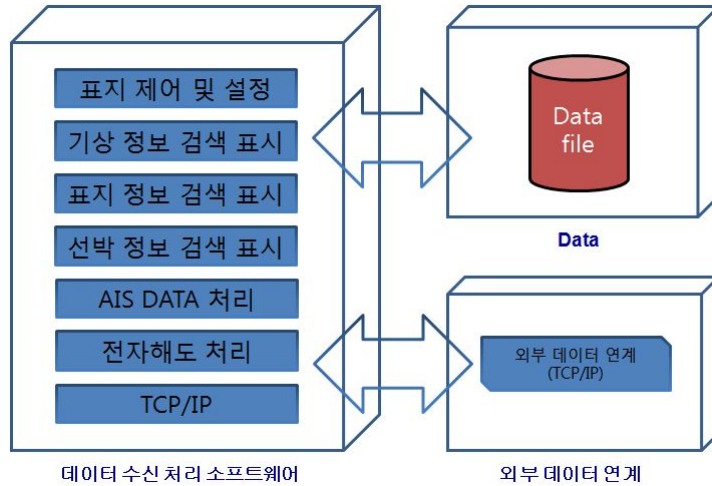 표지 제어 및 설정
기상 정보 검색 표시
표지 정보 검색 표시
선박 정보 검색 표시
AIS DATA 처리
전자해도 처리
TCP/IP
데이터 수신 처리 소프트웨어
Data
file
Data
외부 데이터 연계
(TCP/IP)
외부 데이터 연계